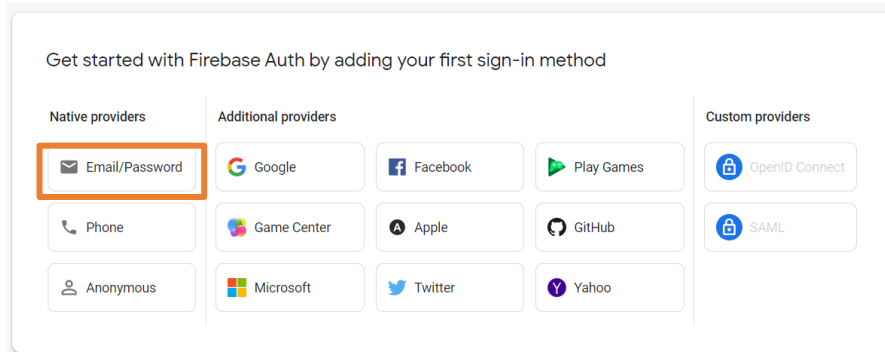 Get started with Firebase Auth by adding your first sign-in method
Native providers
Additional providers
Custom providers
Email/Password
Google
Facebook
Play Games
OpenID Connect
Phone
Game Center
Apple
GitHub
SAML
Anonymous
Microsoft
Twitter
Yahoo